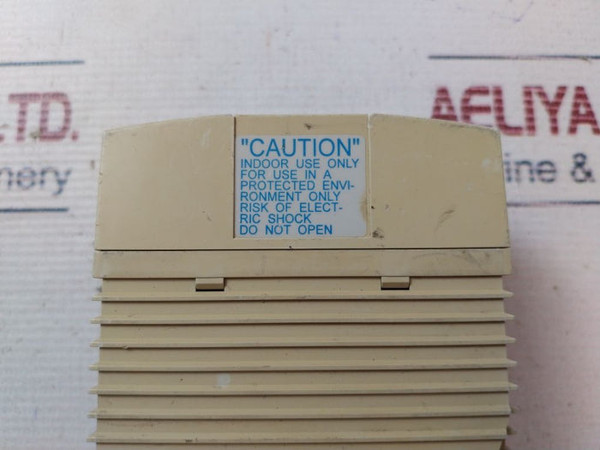 LTD.
AELIYA
nery
ine &
"CAUTION"
INDOOR USE ONLY
FOR USE IN A
PROTECTED ENVI-
RONMENT ONLY
RISK OF ELECT-
RIC SHOCK
DO NOT OPEN